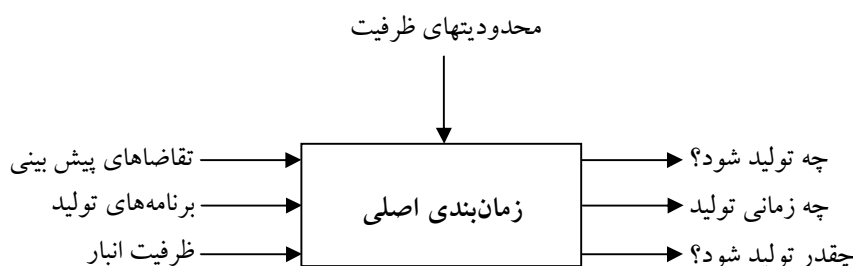 محدودیتهای ظرفیت
تقاضاهای پیش بینی
برنامه‌های تولید
ظرفیت انبار
زمان‌بندی اصلی
چه تولید شود؟
چه زمانی تولید
چقدر تولید شود؟